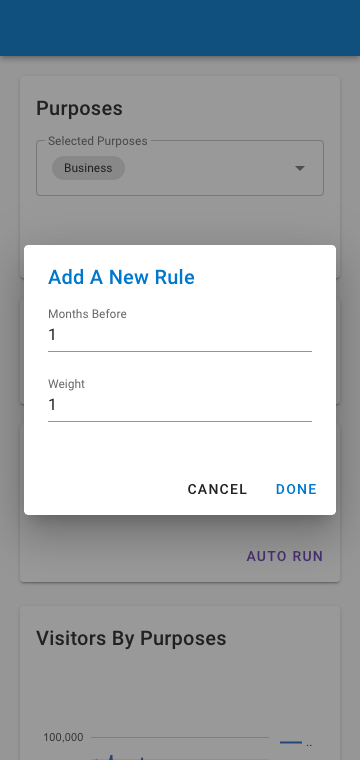 Purposes
Selected Purposes
Business
Add A New Rule
Months Before
1
Weight
1
CANCEL
DONE
AUTO RUN
Visitors By Purposes
100,000
..